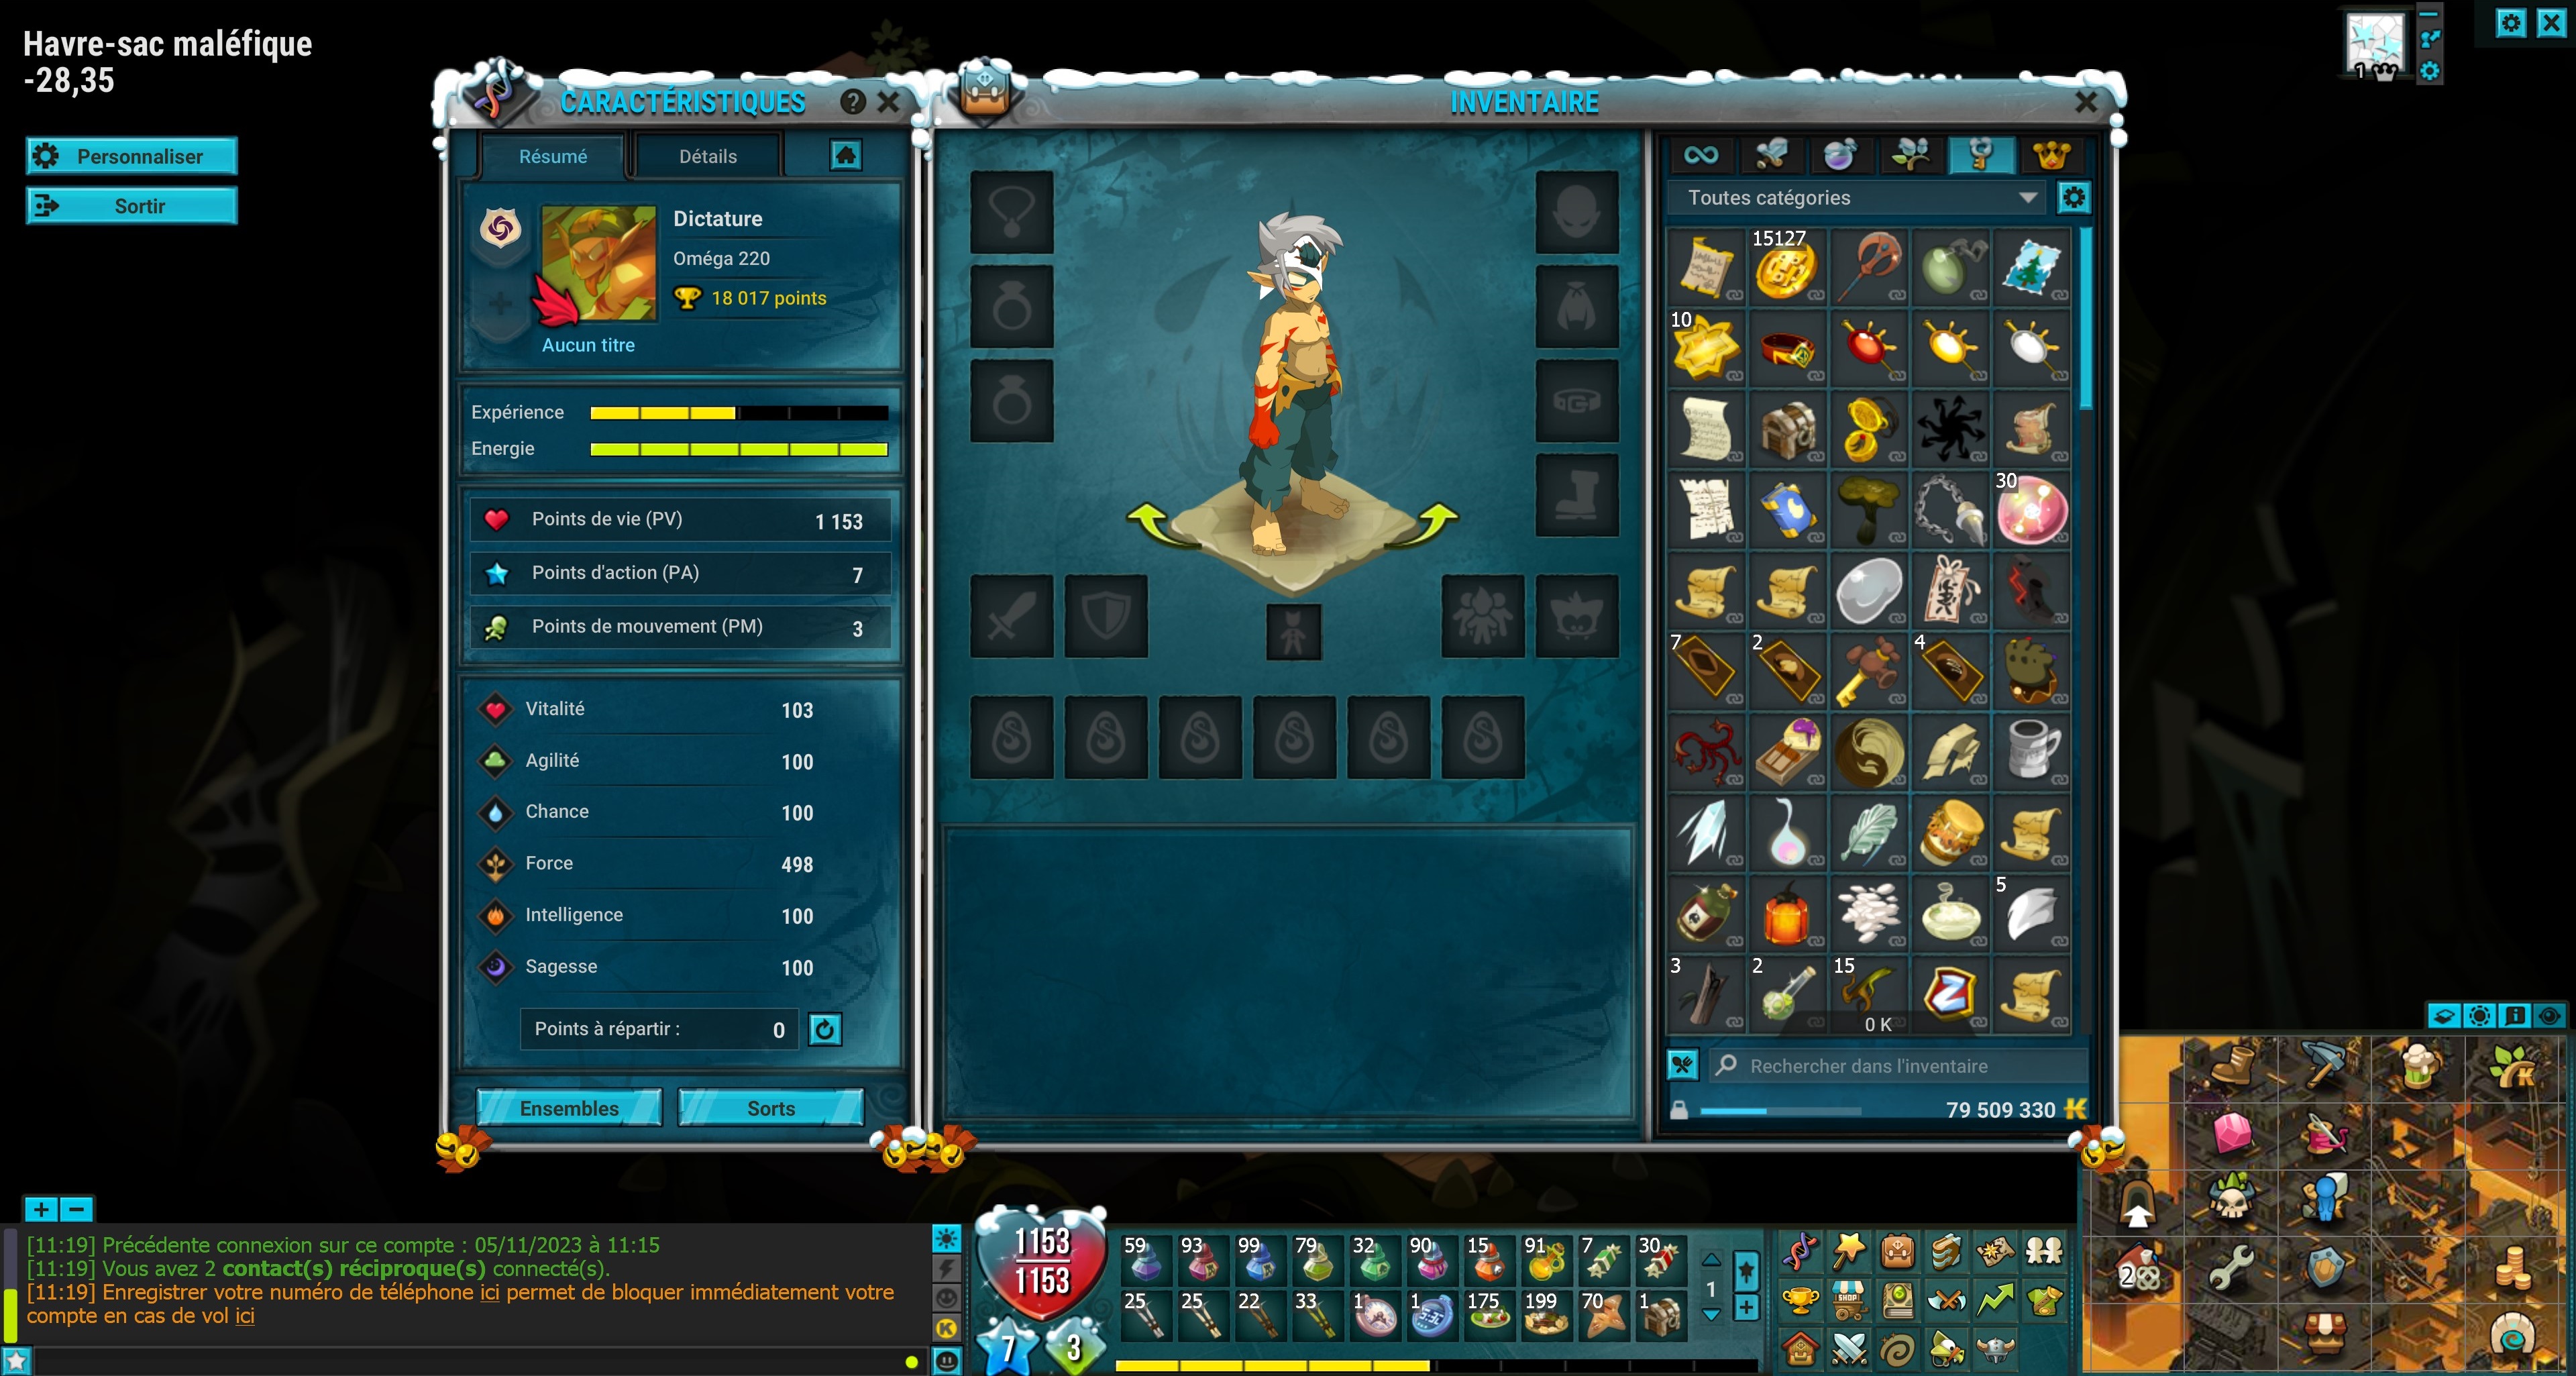 Havre-sac maléfique
-28,35
Personnaliser
Sortir
CARACTÉRISTIQUES
Résumé
Détails
Dictature
Oméga 220
18 017 points
Aucun titre
Expérience
Energie
Points de vie (PV) 1 153
Points d'action (PA) 7
Points de mouvement (PM) 3
Vitalité 103
Agilité 100
Chance 100
Force 498
Intelligence 100
Sagesse 100
Points à répartir : 0
Ensembles
Sorts
INVENTAIRE
Toutes catégories
15127
10
30
7 2 4
5
3 2 15
0 K
Rechercher dans l'inventaire
79 509 330
1
[11:19] Précédente connexion sur ce compte : 05/11/2023 à 11:15
[11:19] Vous avez 2 contact(s) réciproque(s) connecté(s).
[11:19] Enregistrer votre numéro de téléphone ici permet de bloquer immédiatement votre
compte en cas de vol ici
1153
1153
7 3
59 93 99 79 32 90 15 91 7 30
25 25 22 33 1 1 175 199 70 1
1
SHOP
2